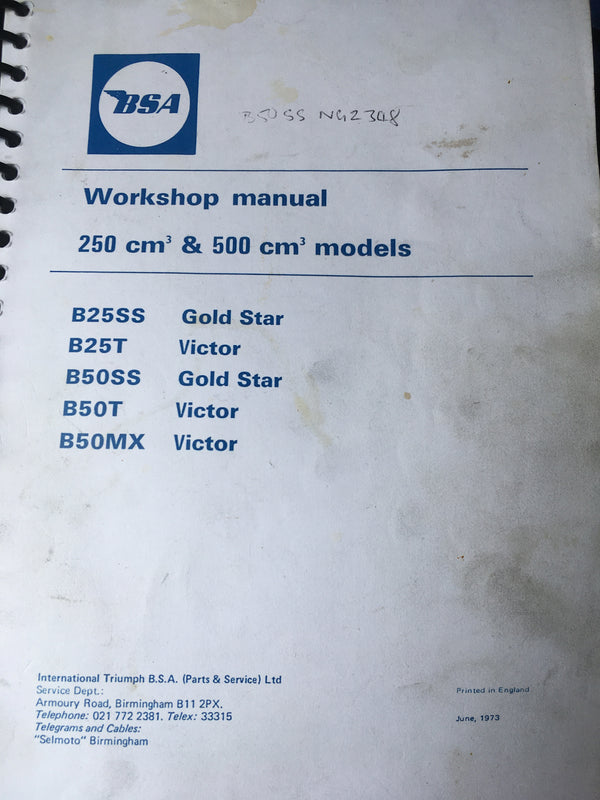 BSA
B50SS NG2348
Workshop manual
250 cm³ & 500 cm³ models
B25SS Gold Star
B25T Victor
B50SS Gold Star
B50T Victor
B50MX Victor
International Triumph B.S.A. (Parts & Service) Ltd
Service Dept.:
Armoury Road, Birmingham B11 2PX.
Telephone: 021 772 2381. Telex: 33315
Telegrams and Cables:
"Selmoto" Birmingham
Printed in England
June, 1973